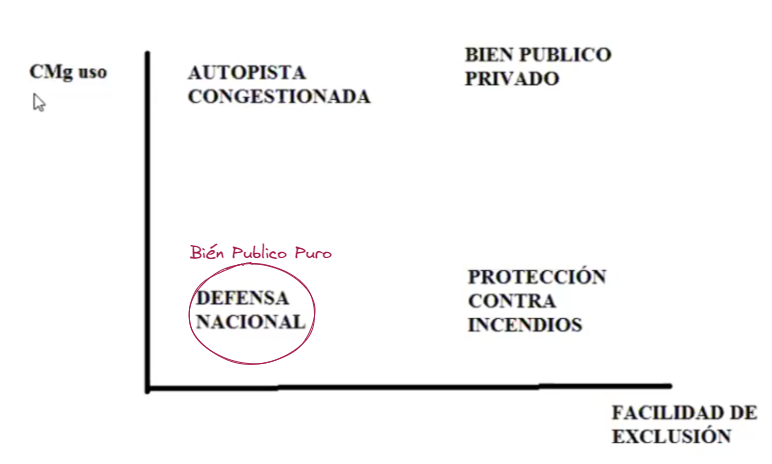 CMg uso
AUTOPISTA
CONGESTIONADA
BIEN PUBLICO
PRIVADO
Bién Publico Puro
DEFENSA
NACIONAL
PROTECCIÓN
CONTRA
INCENDIOS
FACILIDAD DE
EXCLUSIÓN